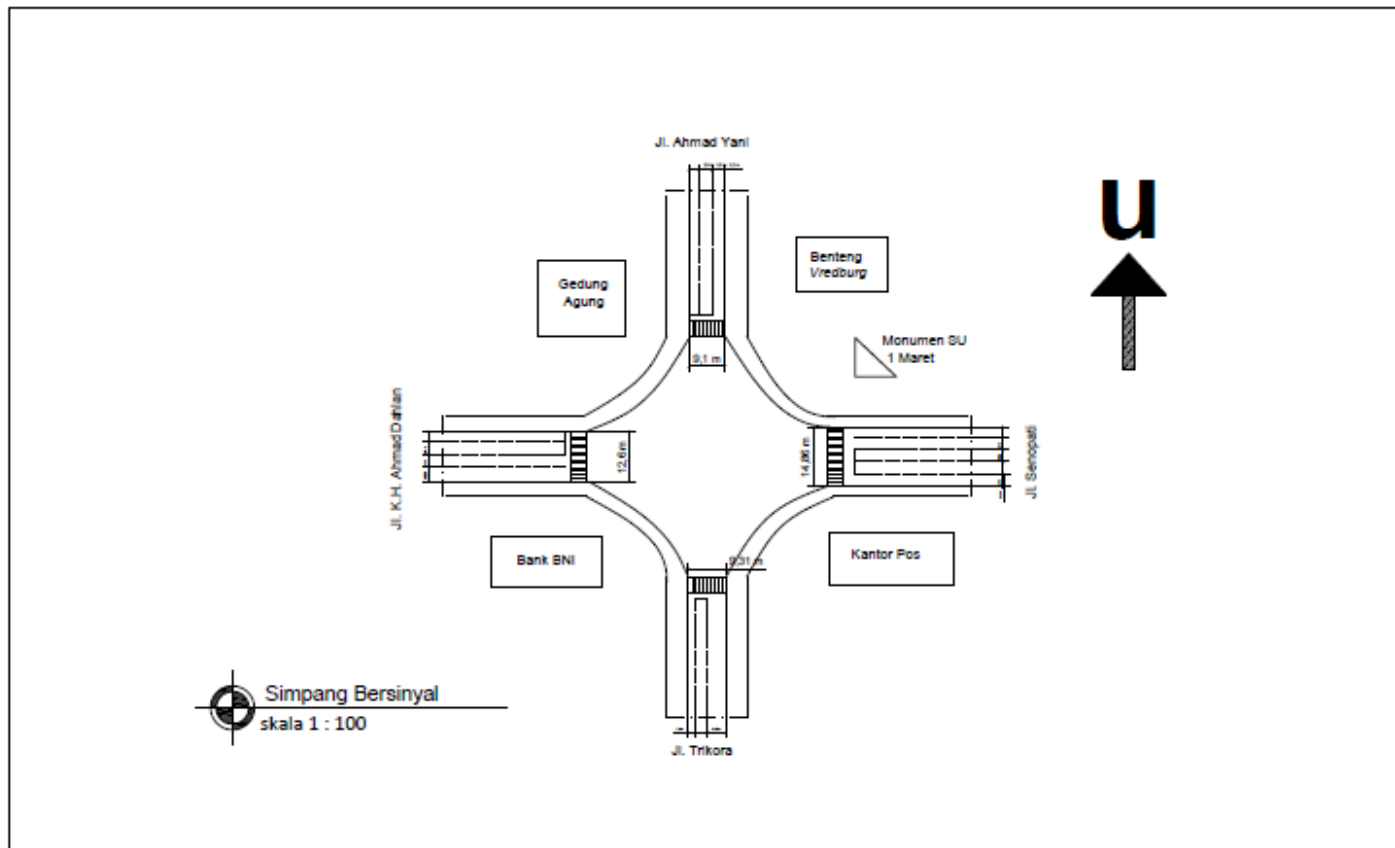 Jl. Ahmad Yani
u
Benteng
Vredburg
Gedung
Agung
Monumen SU
1 Maret
9,1 m
Jl. K.H. Ahmad Dahlan
12,6 m
14,86 m
Jl. Senopati
Bank BNI
Kantor Pos
9,31 m
Simpang Bersinyal
skala 1 : 100
Jl. Trikora